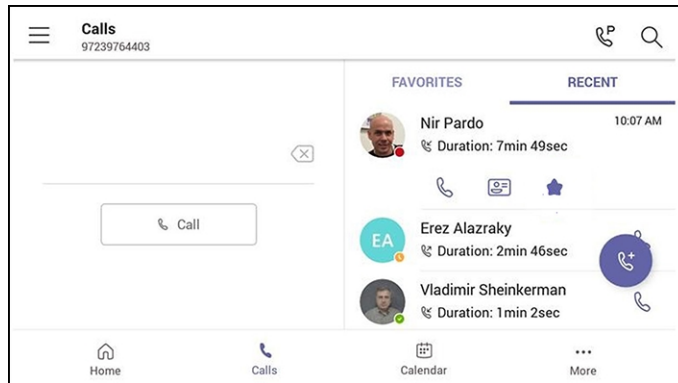 Calls
97239764403
P
FAVORITES
RECENT
Nir Pardo
10:07 AM
Duration: 7min 49sec
Call
EA
Erez Alazraky
Duration: 2min 46sec
Vladimir Sheinkerman
Duration: 1min 2sec
Home
Calls
Calendar
More